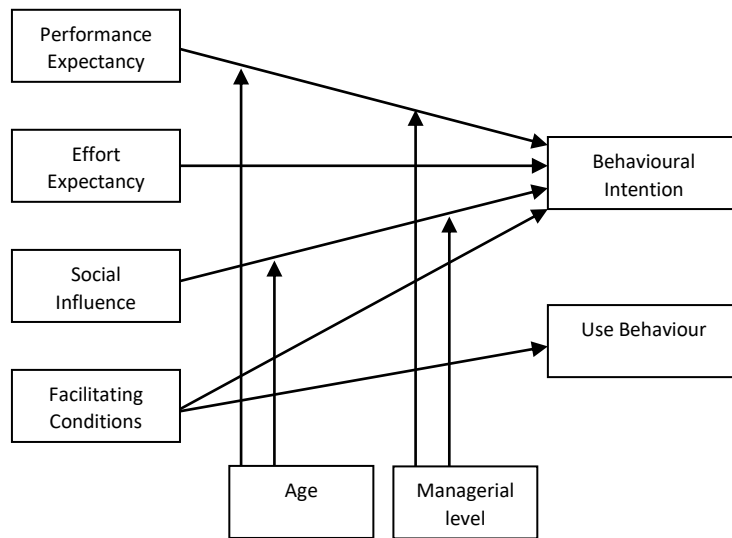 Performance
Expectancy
Effort
Expectancy
Behavioural
Intention
Social
Influence
Use Behaviour
Facilitating
Conditions
Age
Managerial
level